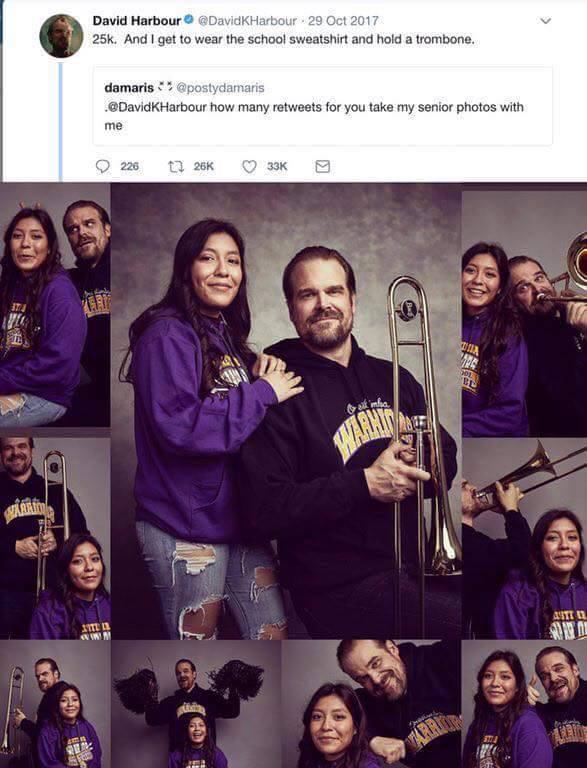 David Harbour @DavidKHarbour · 29 Oct 2017
25k. And I get to wear the school sweatshirt and hold a trombone.
damaris @postydamaris
.@DavidKHarbour how many retweets for you take my senior photos with
me
226 26K 33K
WARRIORS